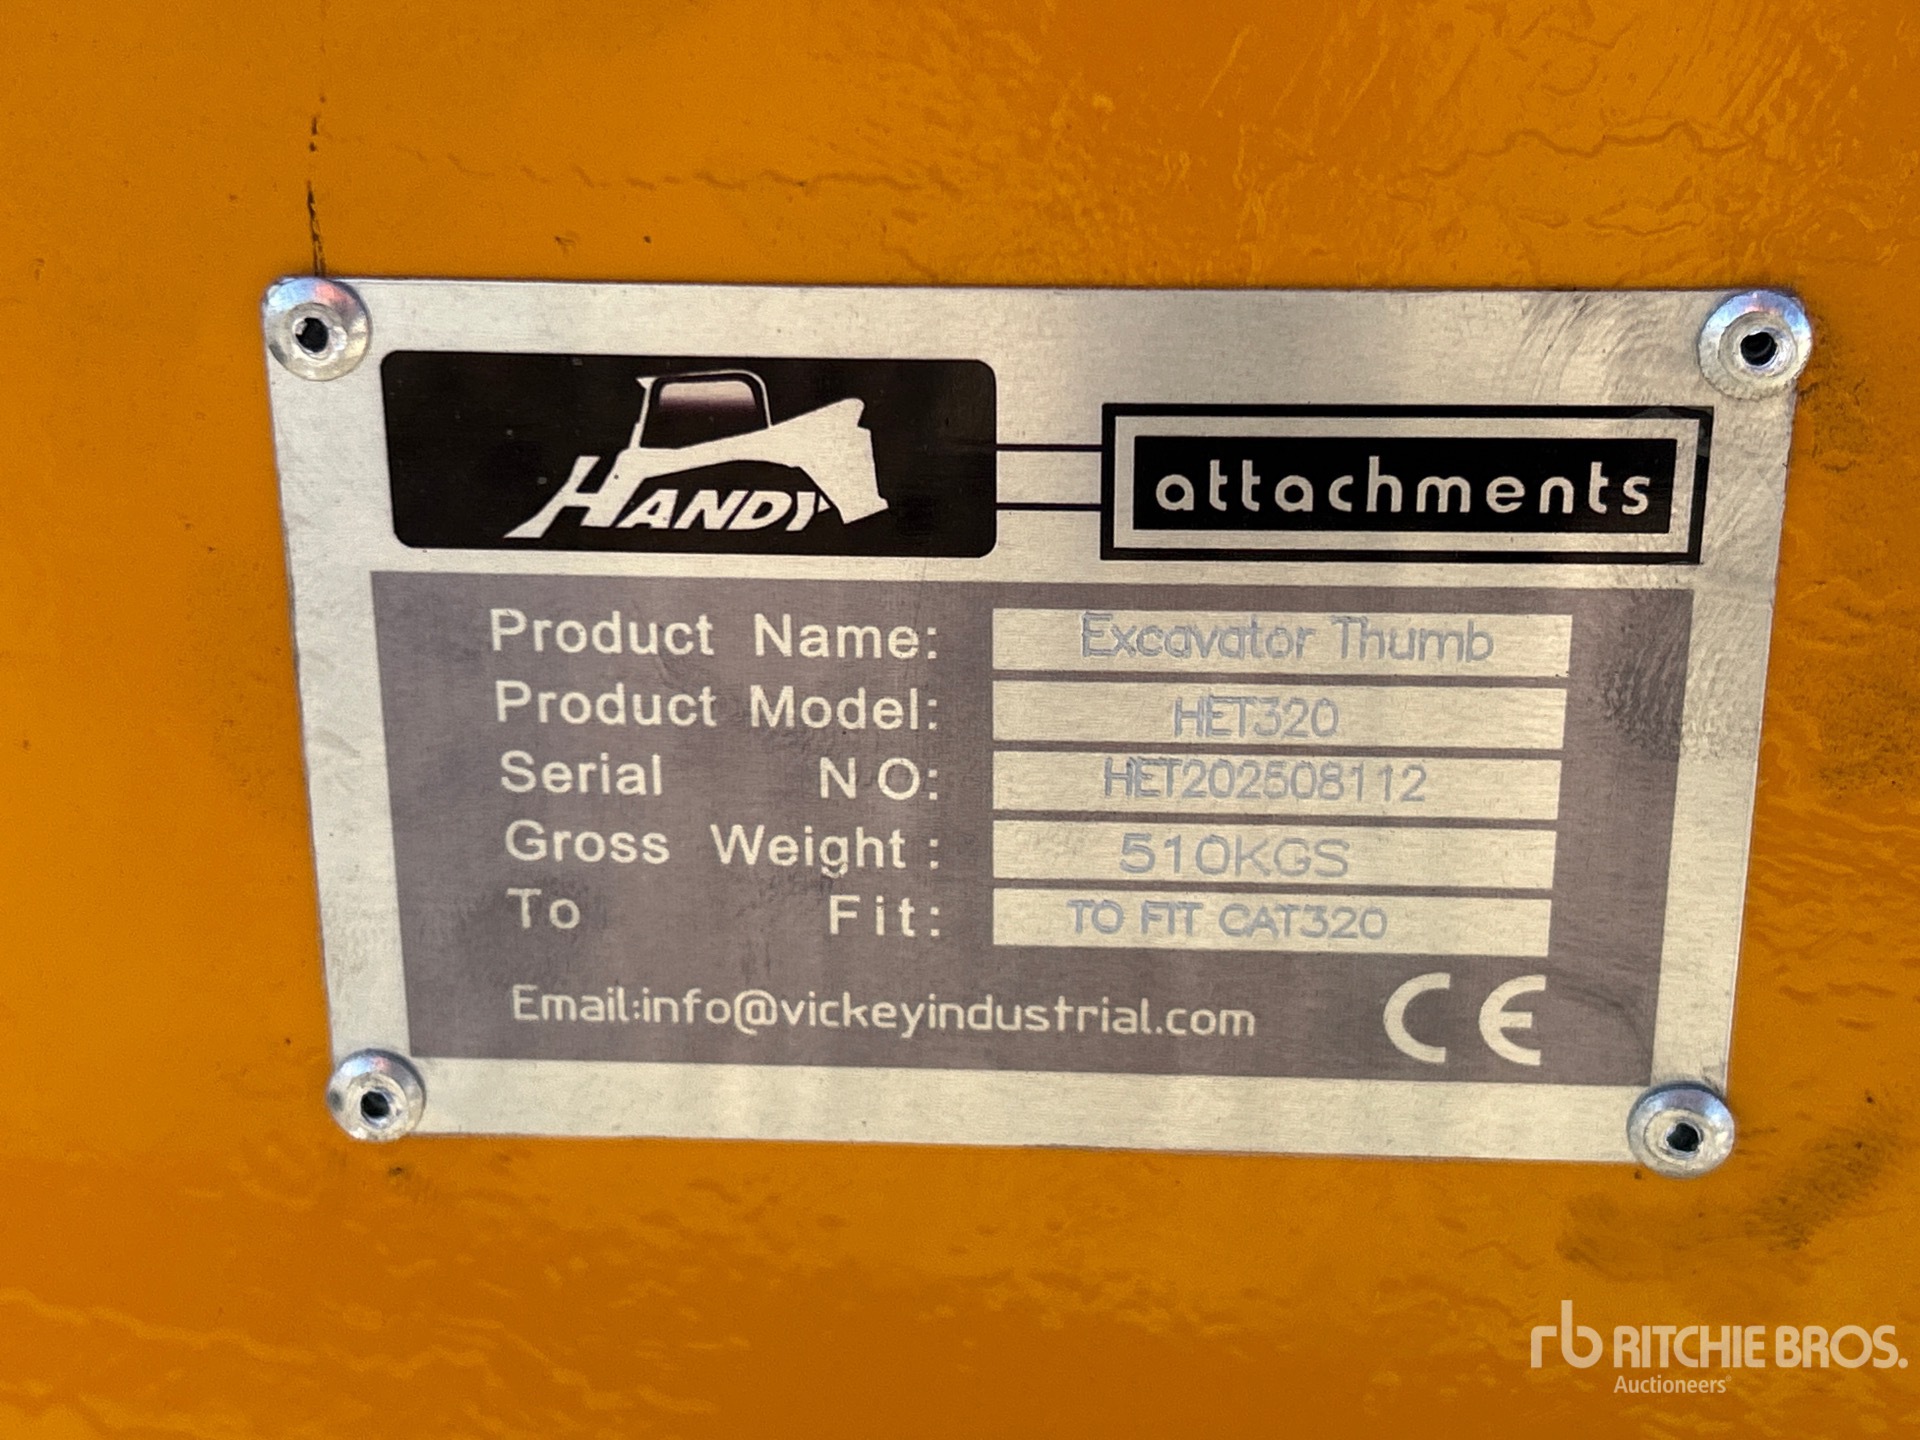 HANDY
attachments
Product Name: Excavator Thumb
Product Model: HET320
Serial NO: HET202508112
Gross Weight: 510KGS
To Fit: TO FIT CAT320
Email:info@vickeyindustrial.com
CE
rb RITCHIE BROS.
Auctioneers